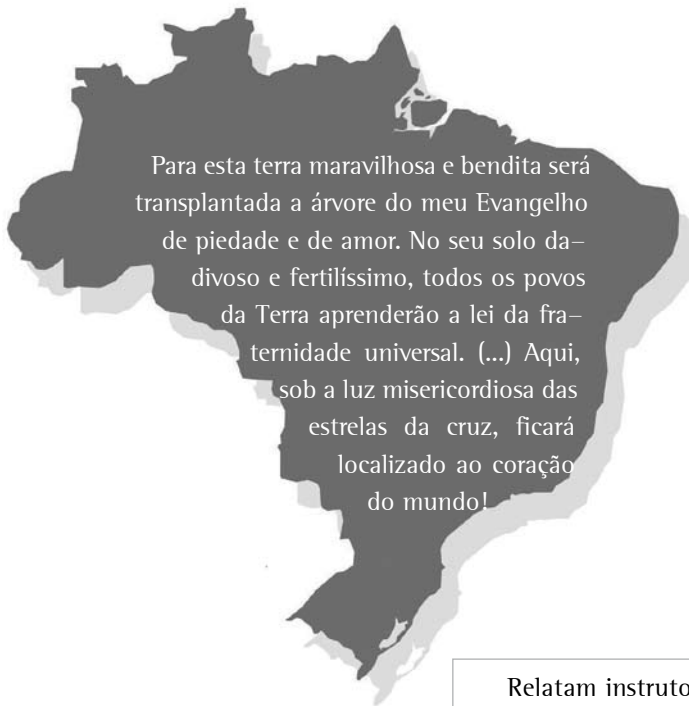 Para esta terra maravilhosa e bendita será
transplantada a árvore do meu Evangelho
de piedade e de amor. No seu solo da-
divoso e fertilíssimo, todos os povos
da Terra aprenderão a lei da fra-
ternidade universal. (...) Aqui,
sob a luz misericordiosa das
estrelas da cruz, ficará
localizado ao coração
do mundo!
Relatam